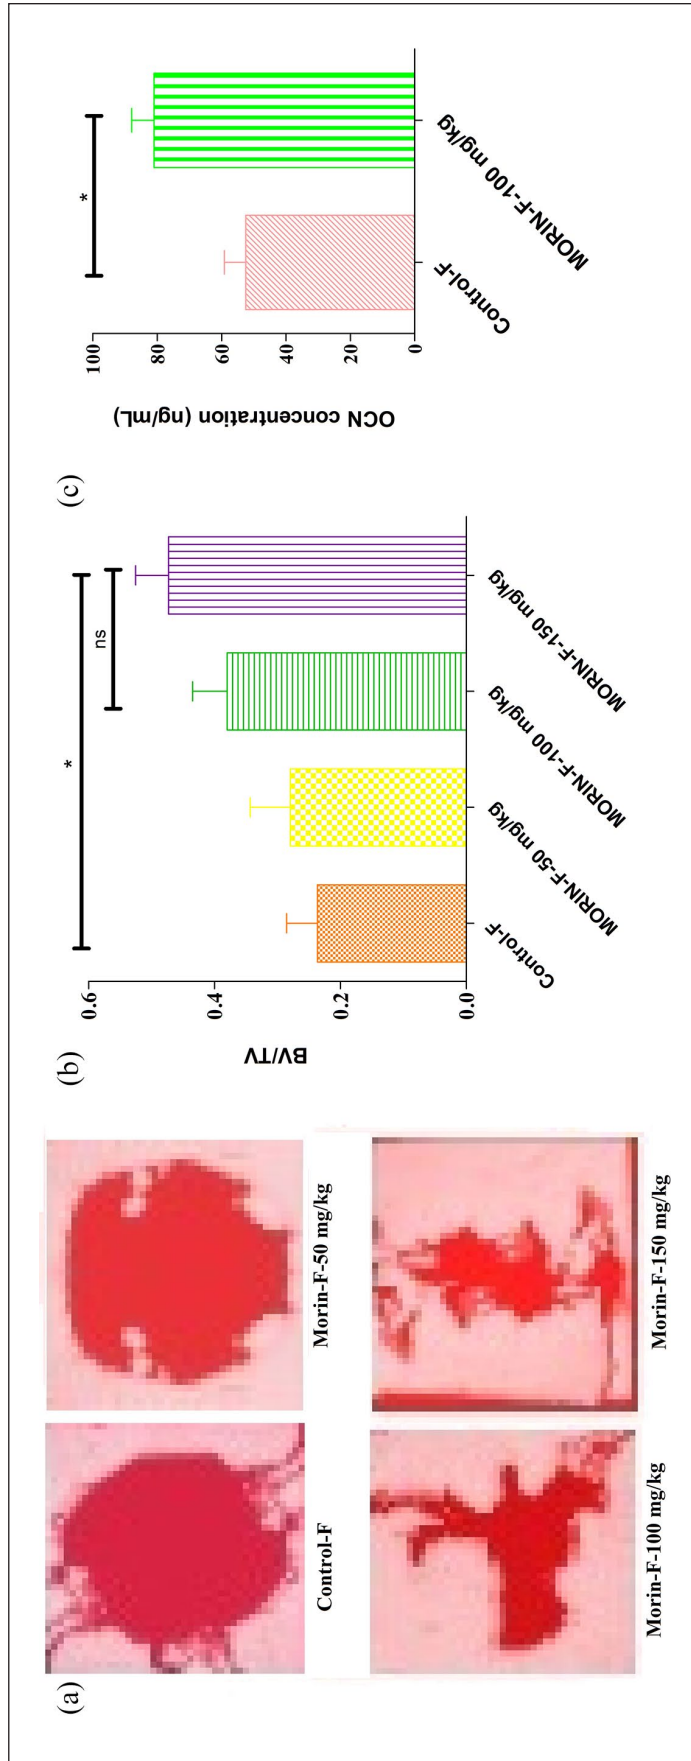 (a)
Control-F
Morin-F-50 mg/kg
Morin-F-100 mg/kg
Morin-F-150 mg/kg
(b)
BV/TV
0.6
0.4
0.2
0.0
*
ns
Control-F
MORIN-F-50 mg/kg
MORIN-F-100 mg/kg
MORIN-F-150 mg/kg
(c)
OCN concentration (ng/mL)
100
80
60
40
20
0
*
Control-F
MORIN-F-100 mg/kg